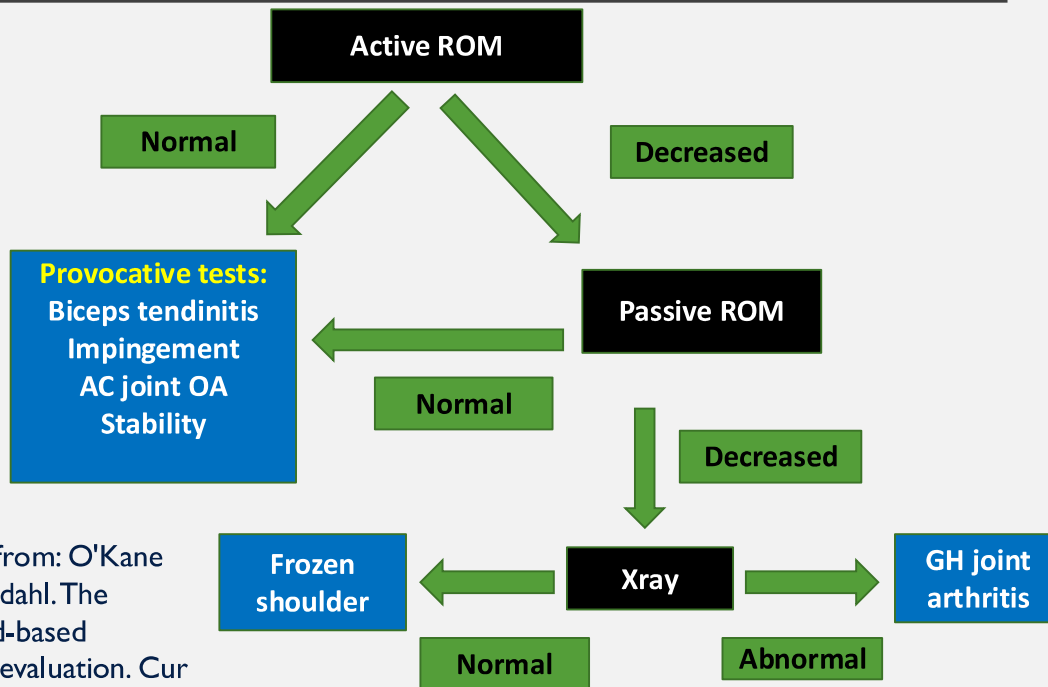 Active ROM
Normal
Decreased
Provocative tests:
Biceps tendinitis
Impingement
AC joint OA
Stability
Passive ROM
Normal
Decreased
from: O'Kane
dahl. The
d-based
evaluation. Cur
Frozen
shoulder
Xray
GH joint
arthritis
Normal
Abnormal